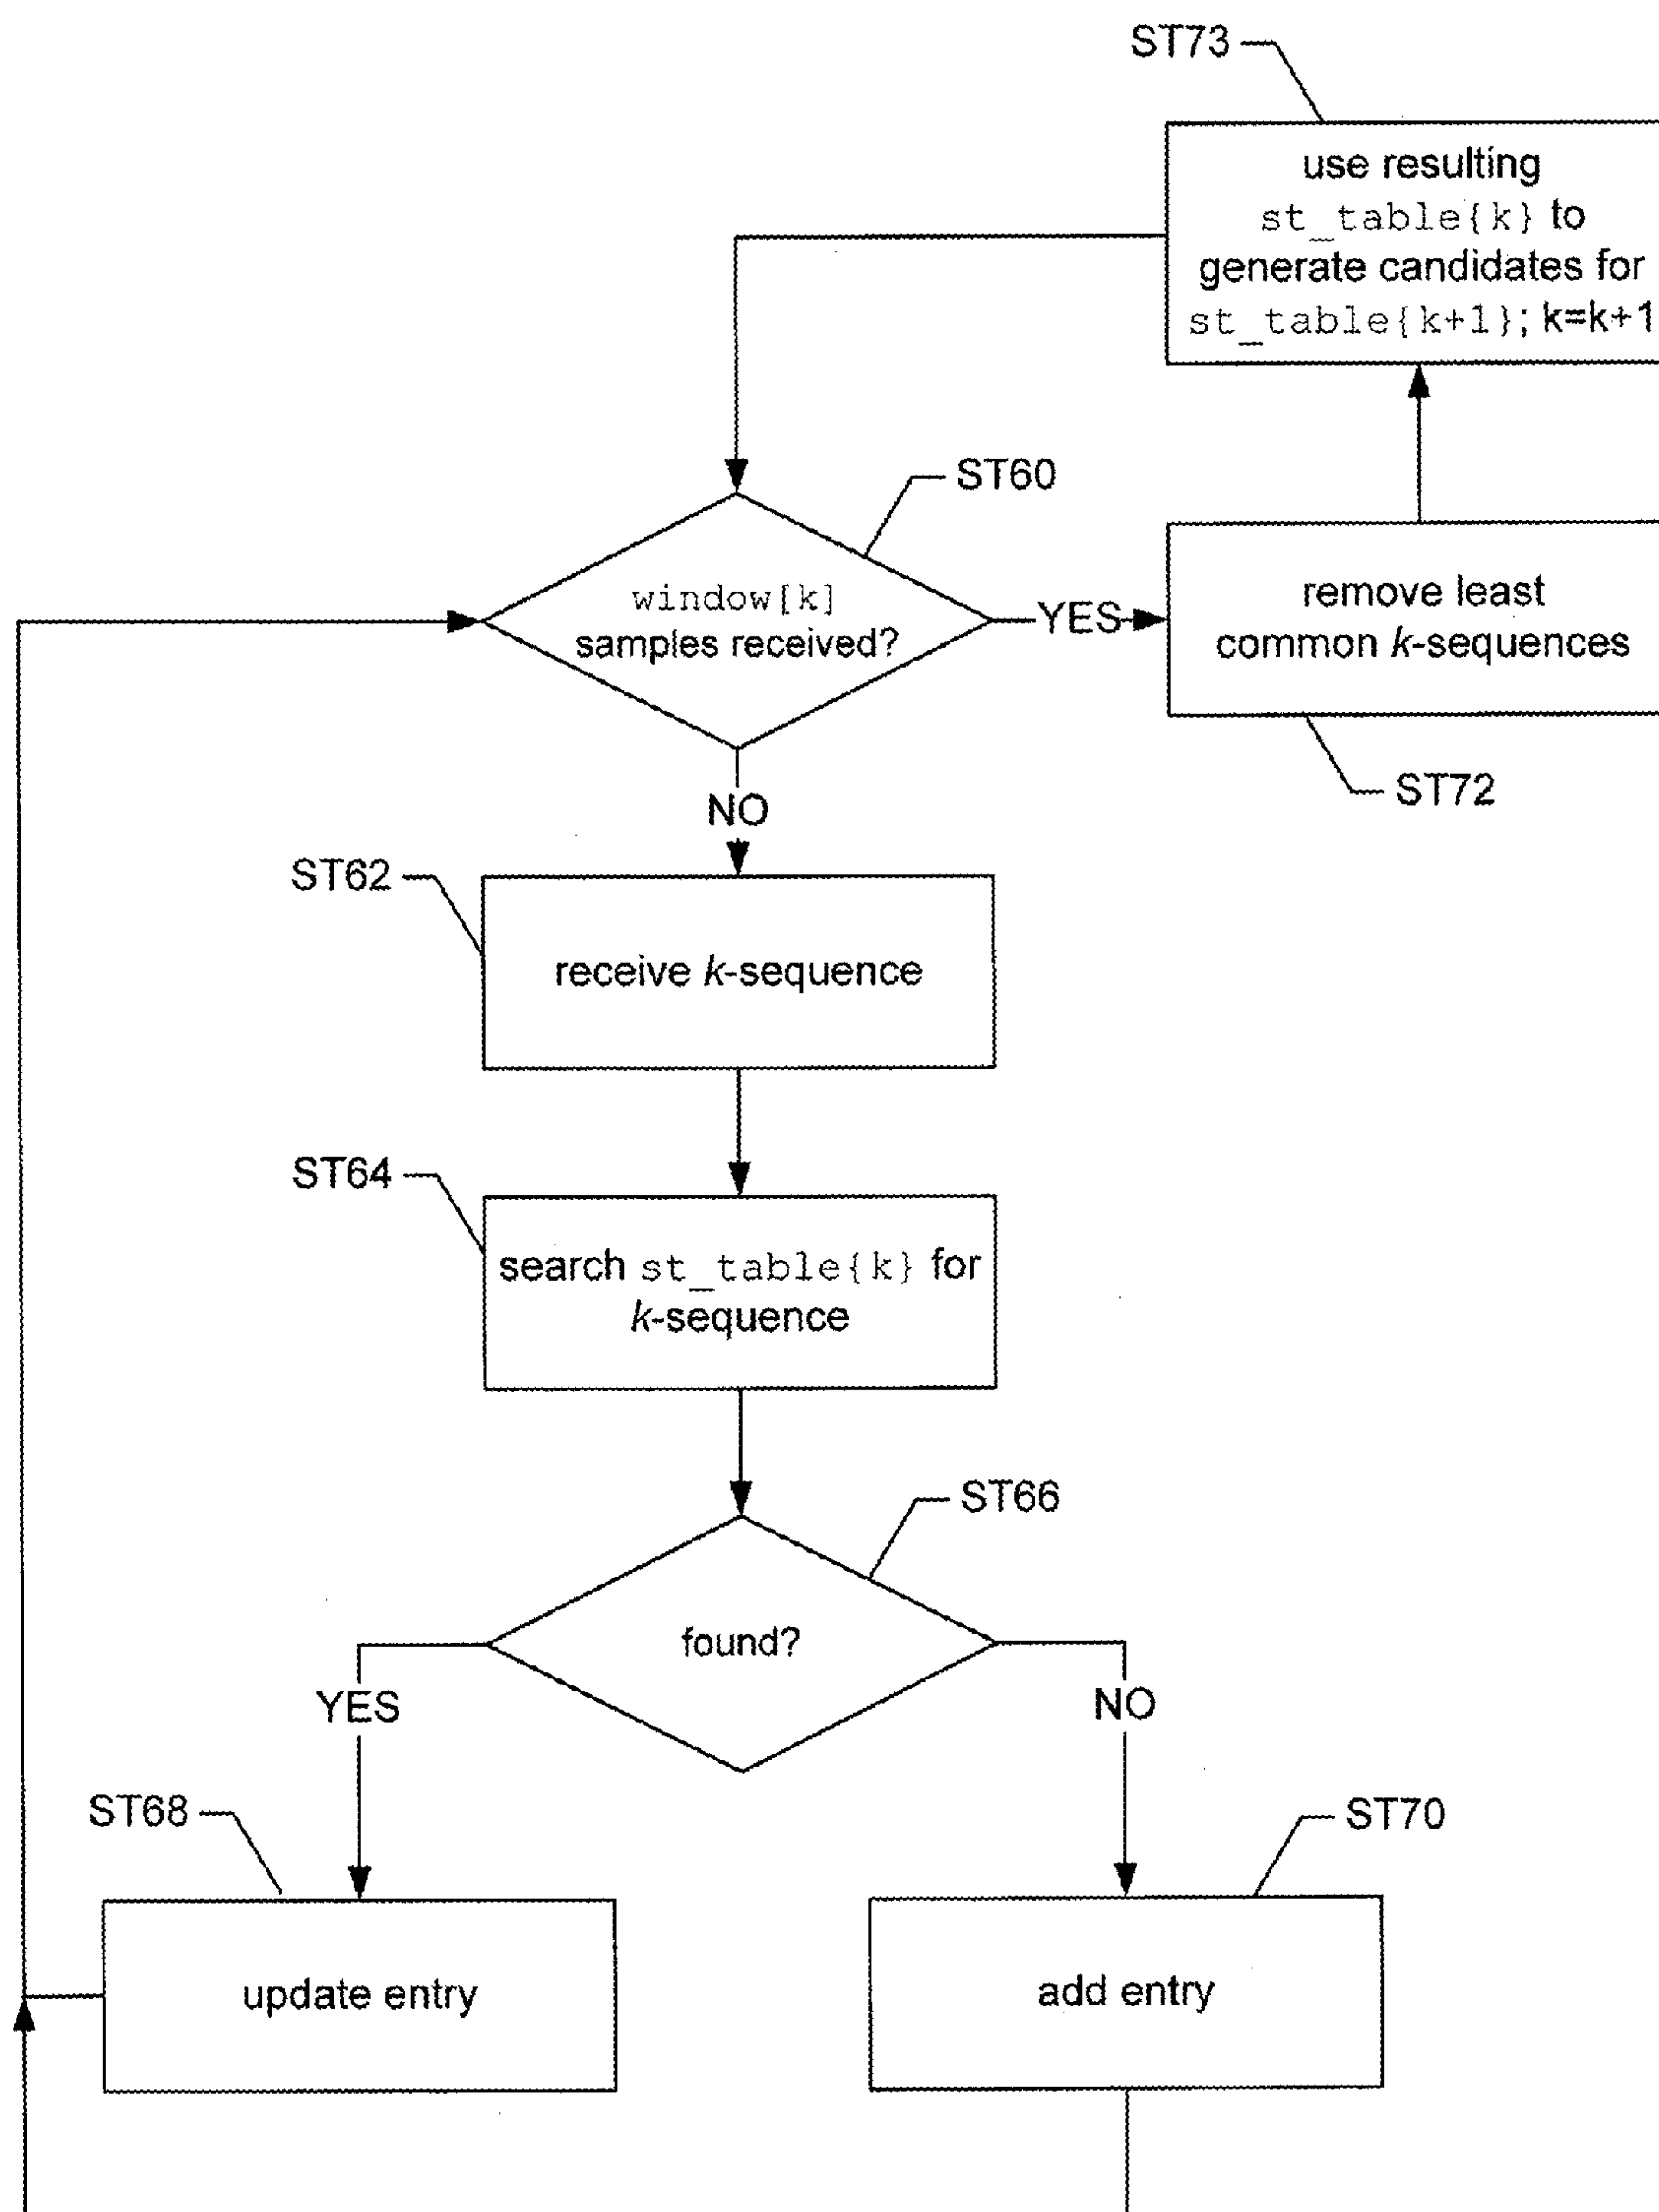 ST73
use resulting
st_table{k} to
generate candidates for
st_table{k+1}; k=k+1
ST60
window[k]
samples received?
YES
remove least
common k-sequences
ST72
NO
ST62
receive k-sequence
ST64
search st_table{k} for
k-sequence
ST66
found?
YES
NO
ST68
ST70
update entry
add entry